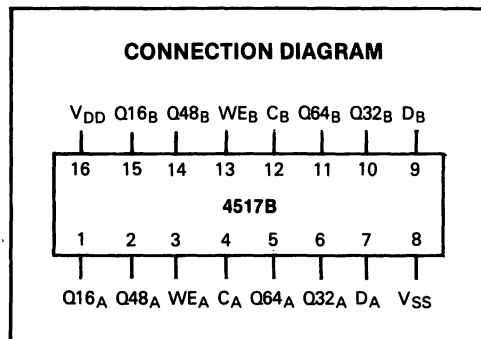 CONNECTION DIAGRAM
VDD Q16B Q48B WEB CB Q64B Q32B DB
16 15 14 13 12 11 10 9
4517B
1 2 3 4 5 6 7 8
Q16A Q48A WEA CA Q64A Q32A DA VSS